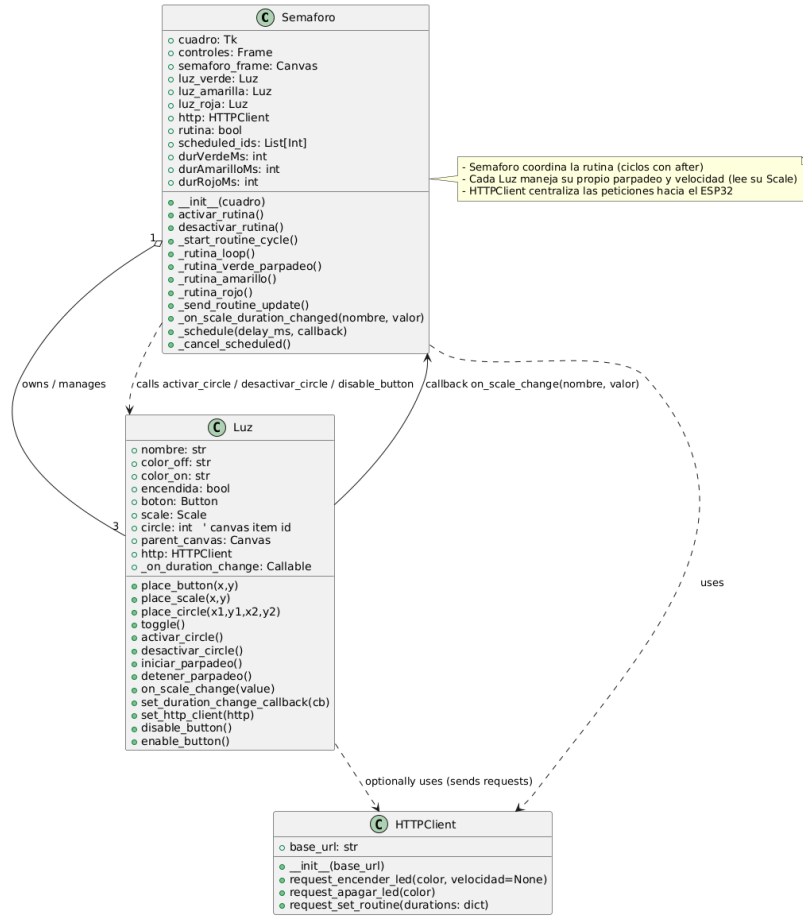 C Semaforo
cuadro: Tk
controles: Frame
semaforo_frame: Canvas
luz_verde: Luz
luz_amarilla: Luz
luz_roja: Luz
http: HTTPClient
rutina: bool
scheduled_ids: List[Int]
durVerdeMs: int
durAmarilloMs: int
durRojoMs: int
__init__(cuadro)
activar_rutina()
desactivar_rutina()
_start_routine_cycle()
_rutina_loop()
_rutina_verde_parpadeo()
_rutina_amarillo()
_rutina_rojo()
_send_routine_update()
_on_scale_duration_changed(nombre, valor)
_schedule(delay_ms, callback)
_cancel_scheduled()
- Semaforo coordina la rutina (ciclos con after)
- Cada Luz maneja su propio parpadeo y velocidad (lee su Scale)
- HTTPClient centraliza las peticiones hacia el ESP32
1
owns / manages
calls activar_circle / desactivar_circle / disable_button
callback on_scale_change(nombre, valor)
3
C Luz
nombre: str
color_off: str
color_on: str
encendida: bool
boton: Button
scale: Scale
circle: int ' canvas item id
parent_canvas: Canvas
http: HTTPClient
_on_duration_change: Callable
place_button(x,y)
place_scale(x,y)
place_circle(x1,y1,x2,y2)
toggle()
activar_circle()
desactivar_circle()
iniciar_parpadeo()
detener_parpadeo()
on_scale_change(value)
set_duration_change_callback(cb)
set_http_client(http)
disable_button()
enable_button()
uses
optionally uses (sends requests)
C HTTPClient
base_url: str
__init__(base_url)
request_encender_led(color, velocidad=None)
request_apagar_led(color)
request_set_routine(durations: dict)